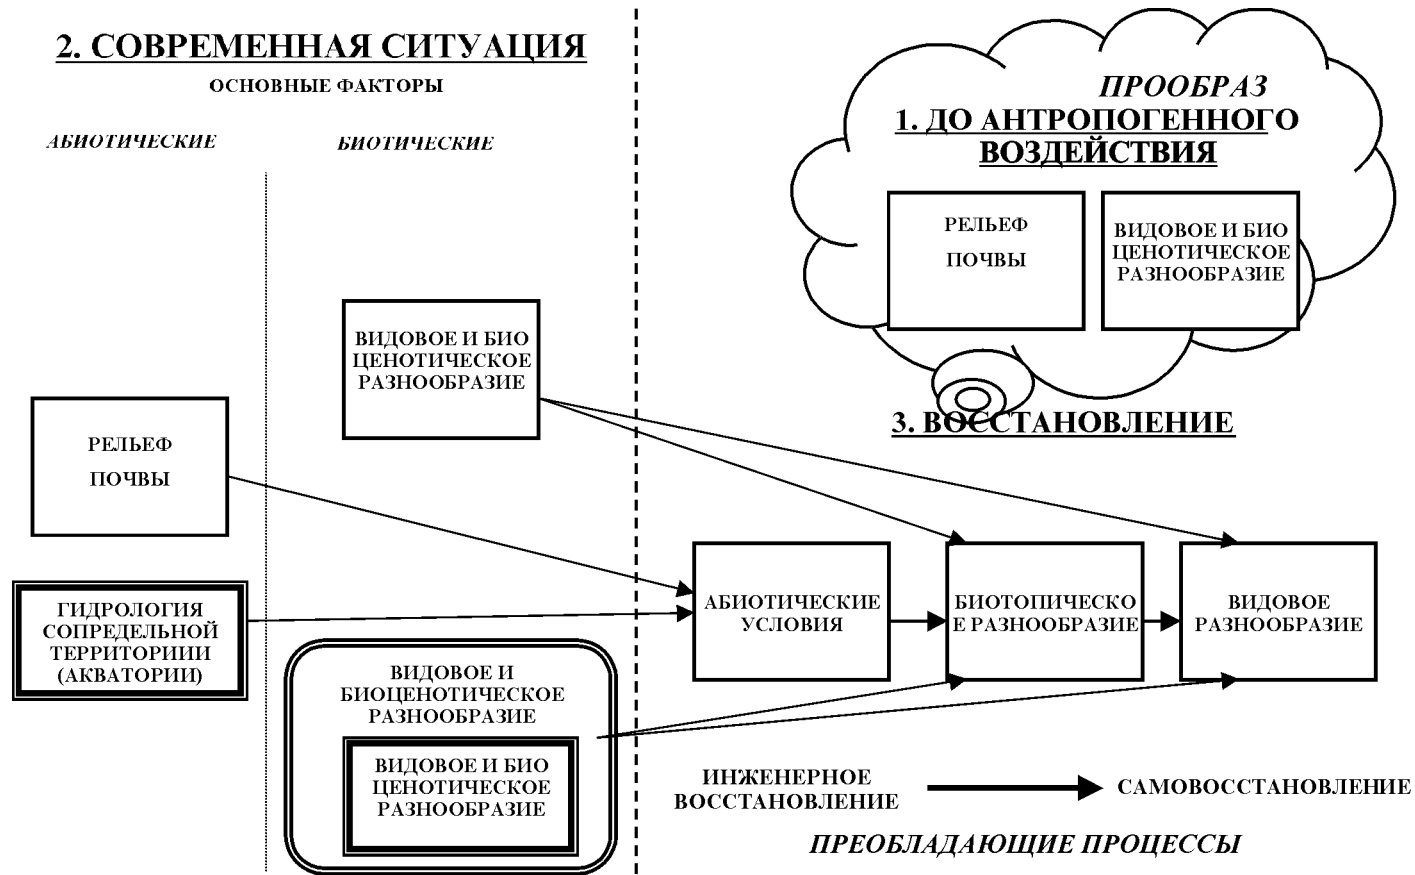 2. СОВРЕМЕННАЯ СИТУАЦИЯ
ОСНОВНЫЕ ФАКТОРЫ
АБИОТИЧЕСКИЕ
БИОТИЧЕСКИЕ
ПРООБРАЗ
1. ДО АНТРОПОГЕННОГО
ВОЗДЕЙСТВИЯ
РЕЛЬЕФ
ПОЧВЫ
ВИДОВОЕ И БИО
ЦЕНОТИЧЕСКОЕ
РАЗНООБРАЗИЕ
ВИДОВОЕ И БИО
ЦЕНОТИЧЕСКОЕ
РАЗНООБРАЗИЕ
РЕЛЬЕФ
ПОЧВЫ
3. ВОССТАНОВЛЕНИЕ
ГИДРОЛОГИЯ
СОПРЕДЕЛЬНОЙ
ТЕРРИТОРИИИ
(АКВАТОРИИ)
АБИОТИЧЕСКИЕ
УСЛОВИЯ
БИОТОПИЧЕСКО
Е РАЗНООБРАЗИЕ
ВИДОВОЕ
РАЗНООБРАЗИЕ
ВИДОВОЕ И
БИОЦЕНОТИЧЕСКОЕ
РАЗНООБРАЗИЕ
ВИДОВОЕ И БИО
ЦЕНОТИЧЕСКОЕ
РАЗНООБРАЗИЕ
ИНЖЕНЕРНОЕ
ВОССТАНОВЛЕНИЕ
САМОВОССТАНОВЛЕНИЕ
ПРЕОБЛАДАЮЩИЕ ПРОЦЕССЫ